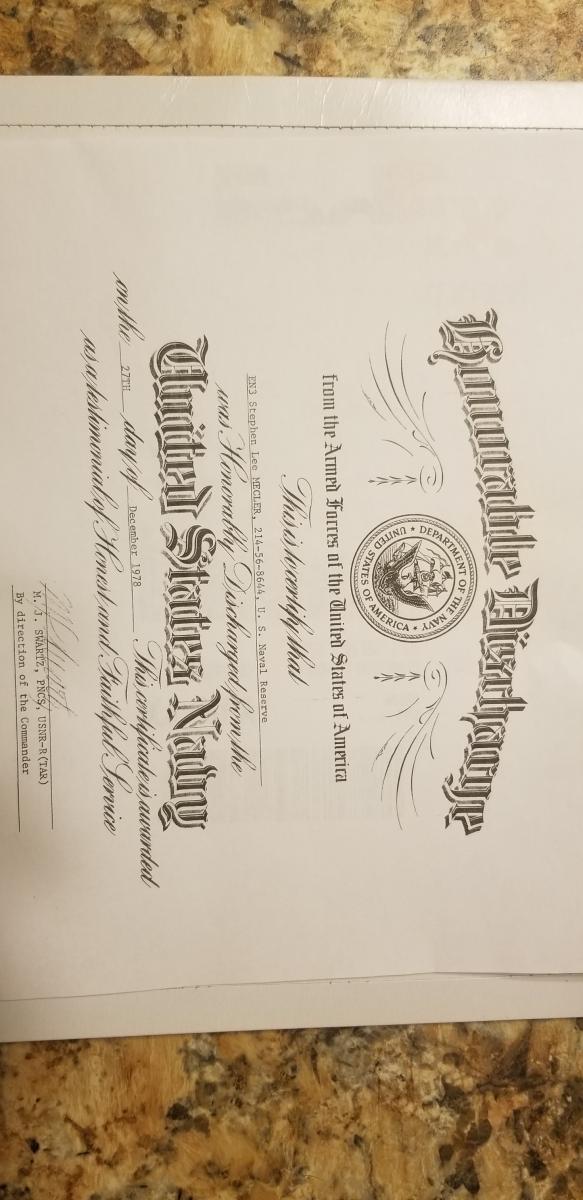 Honorable Discharge
DEPARTMENT OF THE NAVY
UNITED STATES OF AMERICA
from the Armed Forces of the United States of America
This is to certify that
EN3 Stephen Lee MECLER, 214-56-8644, U. S. Naval Reserve
was Honorably Discharged from the
United States Navy
on the 27TH day of December 1978 This certificate is awarded
as a testimonial of Honest and Faithful Service
M. J. SWARTZ, PNCS, USNR-R (TAR)
By direction of the Commander